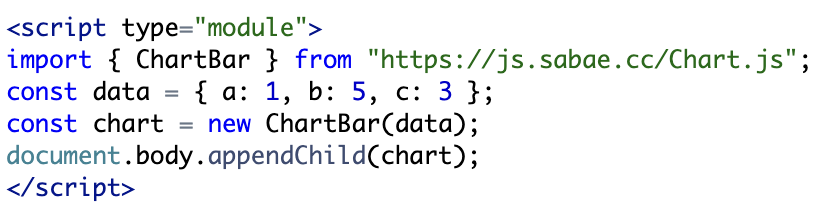 <script type="module">
import { ChartBar } from "https://js.sabae.cc/Chart.js";
const data = { a: 1, b: 5, c: 3 };
const chart = new ChartBar(data);
document.body.appendChild(chart);
</script>